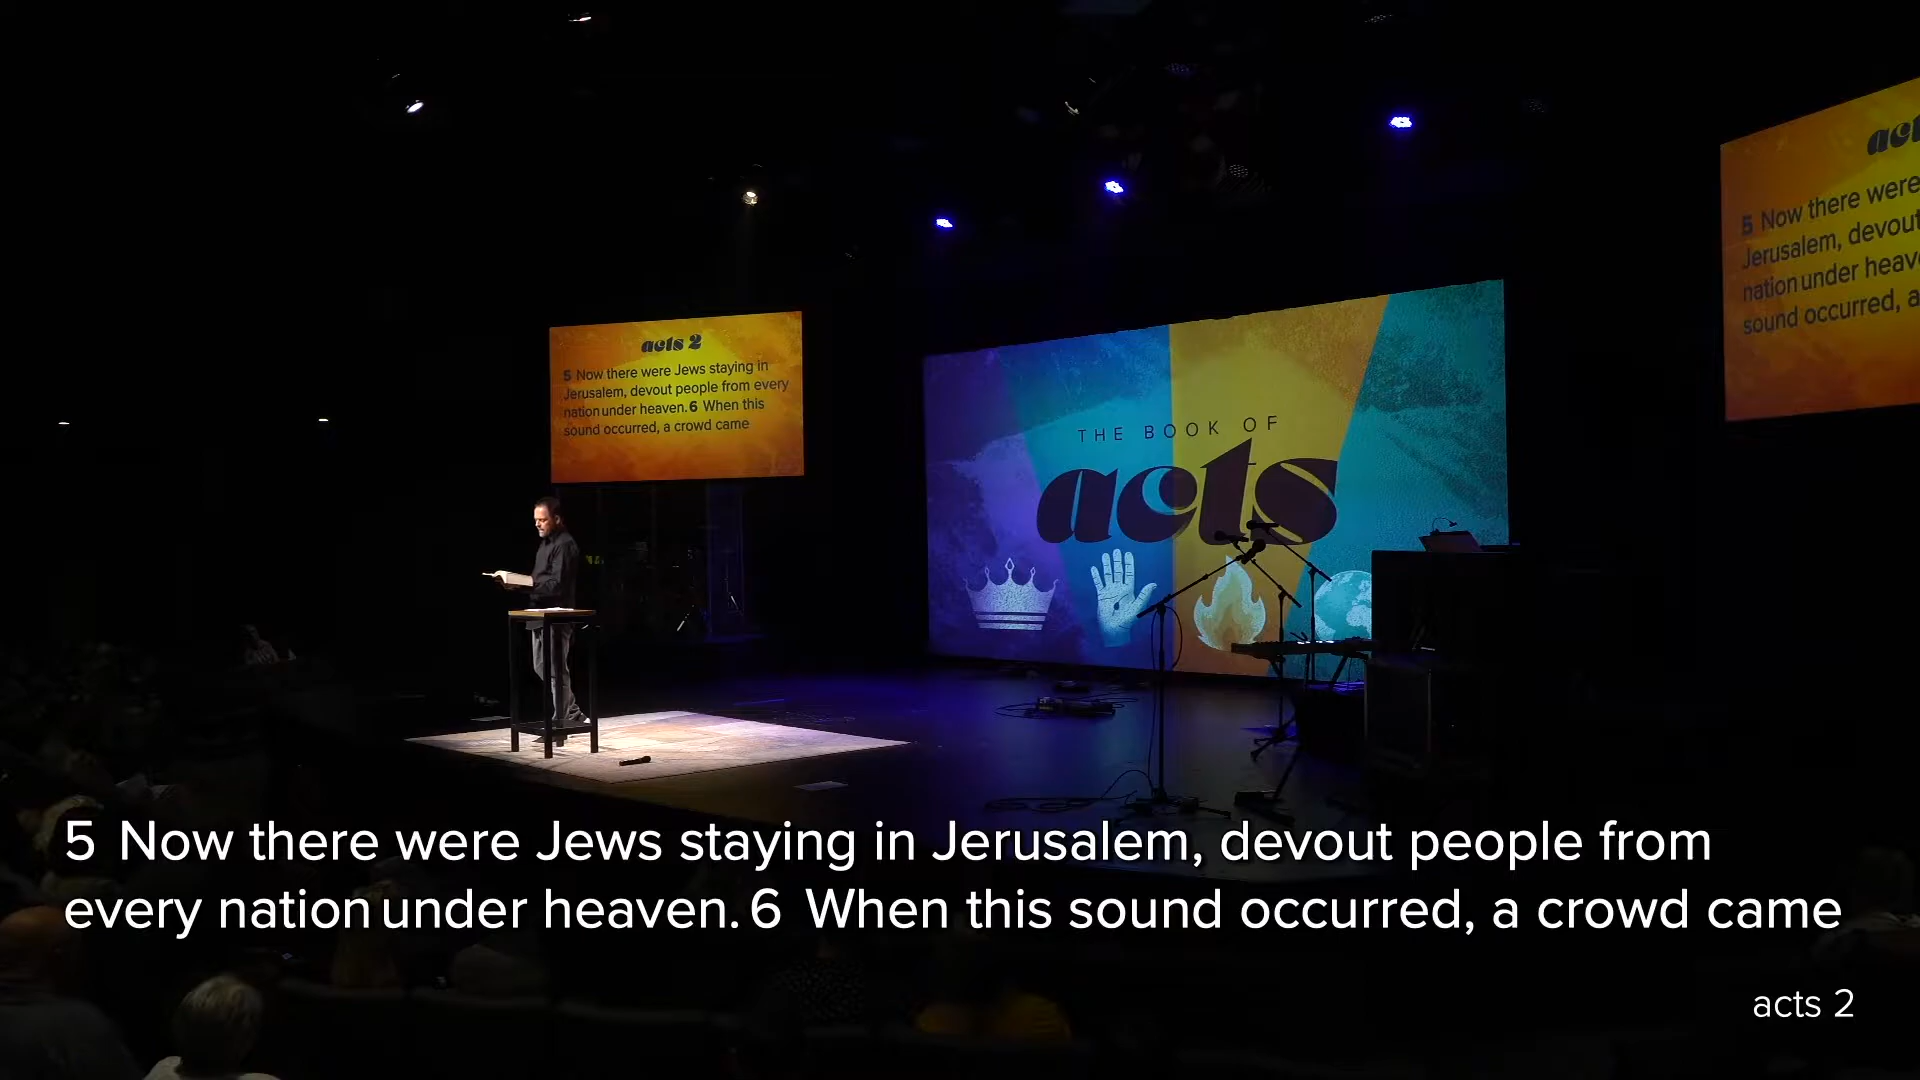 acts 2
5 Now there were Jews staying in
Jerusalem, devout people from every
nation under heaven. 6 When this
sound occurred, a crowd came
THE BOOK OF
acts
5 Now there were
Jerusalem, devout
nation under
sound occurred, a
5 Now there were Jews staying in Jerusalem, devout people from
every nation under heaven. 6 When this sound occurred, a crowd came
acts 2